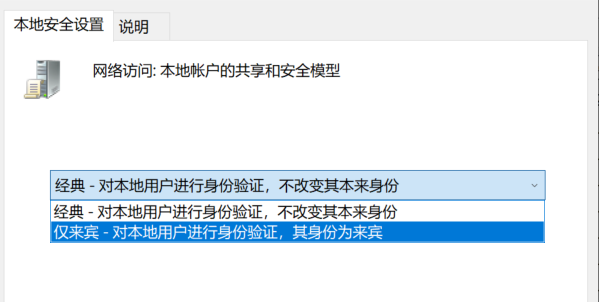 本地安全设置 说明
网络访问: 本地帐户的共享和安全模型
经典 - 对本地用户进行身份验证，不改变其本来身份
经典 - 对本地用户进行身份验证，不改变其本来身份
仅来宾 - 对本地用户进行身份验证，其身份为来宾